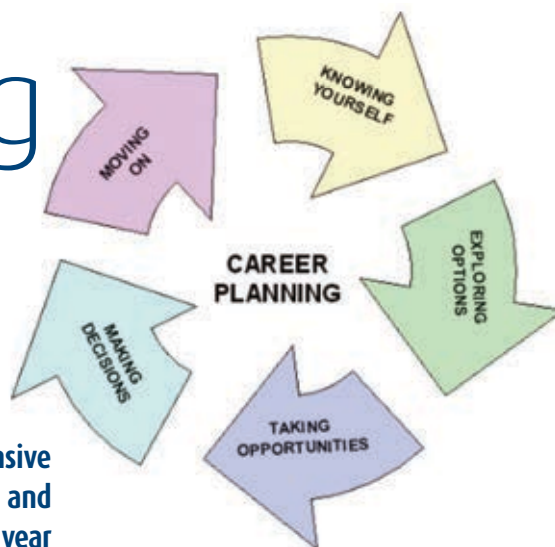 g
KNOWING
YOURSELF
EXPLORING
OPTIONS
TAKING
OPPORTUNITIES
MAKING
DECISIONS
MOVING
ON
CAREER
PLANNING
nsive
and
year